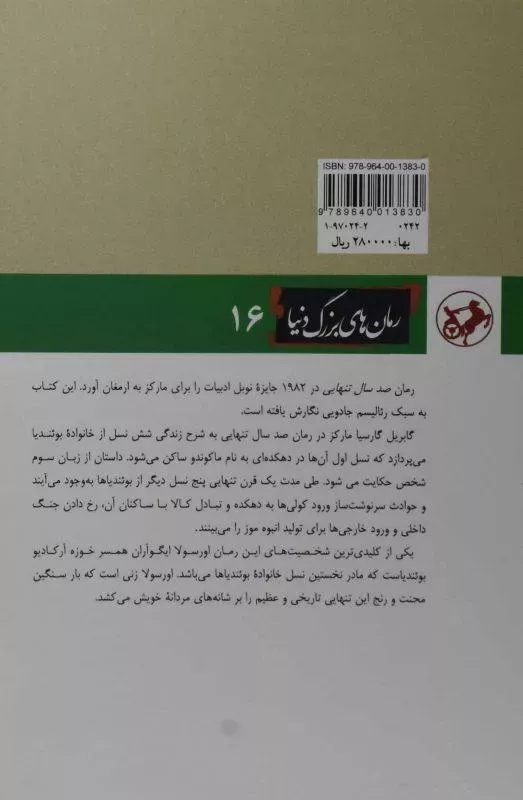 ISBN: 978-964-00-1383-0
9 789640 013830
۱-۹۷۰۲۴-۲ ۰۲۴۲
بها: ۲۸۰۰۰۰ ریال
رمان های بزرگ دنیا ۱۶
رمان صد سال تنهایی در ۱۹۸۲ جایزهٔ نوبل ادبیات را برای مارکز به ارمغان آورد. این کتاب
به سبک رئالیسم جادویی نگارش یافته است.
گابریل گارسیا مارکز در رمان صد سال تنهایی به شرح زندگی شش نسل از خانوادهٔ بوئندیا
می‌پردازد که نسل اول آن‌ها در دهکده‌ای به نام ماکوندو ساکن می‌شود. داستان از زبان سوم
شخص حکایت می شود. طی مدت یک قرن تنهایی پنج نسل دیگر از بوئندیاها به‌وجود می‌آیند
و حوادث سرنوشت‌ساز ورود کولی‌ها به دهکده و تبادل کالا با ساکنان آن، رخ دادن جنگ
داخلی و ورود خارجی‌ها برای تولید انبوه موز را می‌بینند.
یکی از کلیدی‌ترین شخصیت‌های این رمان اورسولا ایگوآران همسر خوزه آرکادیو
بوئندیاست که مادر نخستین نسل خانوادهٔ بوئندیاها می‌باشد. اورسولا زنی است که بار سنگین
محنت و رنج این تنهایی تاریخی و عظیم را بر شانه‌های مردانهٔ خویش می‌کشد.